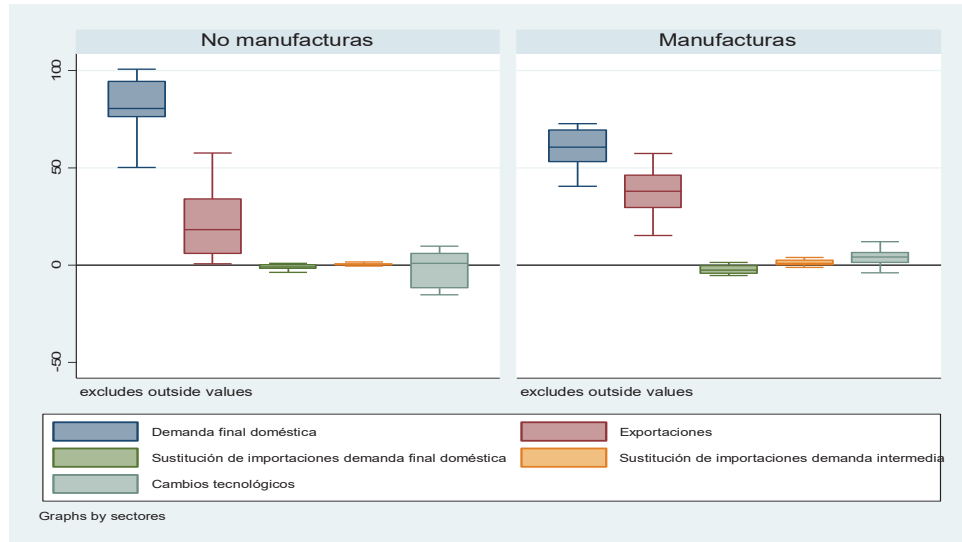 No manufacturas
Manufacturas
100
50
0
-50
excludes outside values
excludes outside values
Demanda final doméstica
Exportaciones
Sustitución de importaciones demanda final doméstica
Sustitución de importaciones demanda intermedia
Cambios tecnológicos
Graphs by sectores